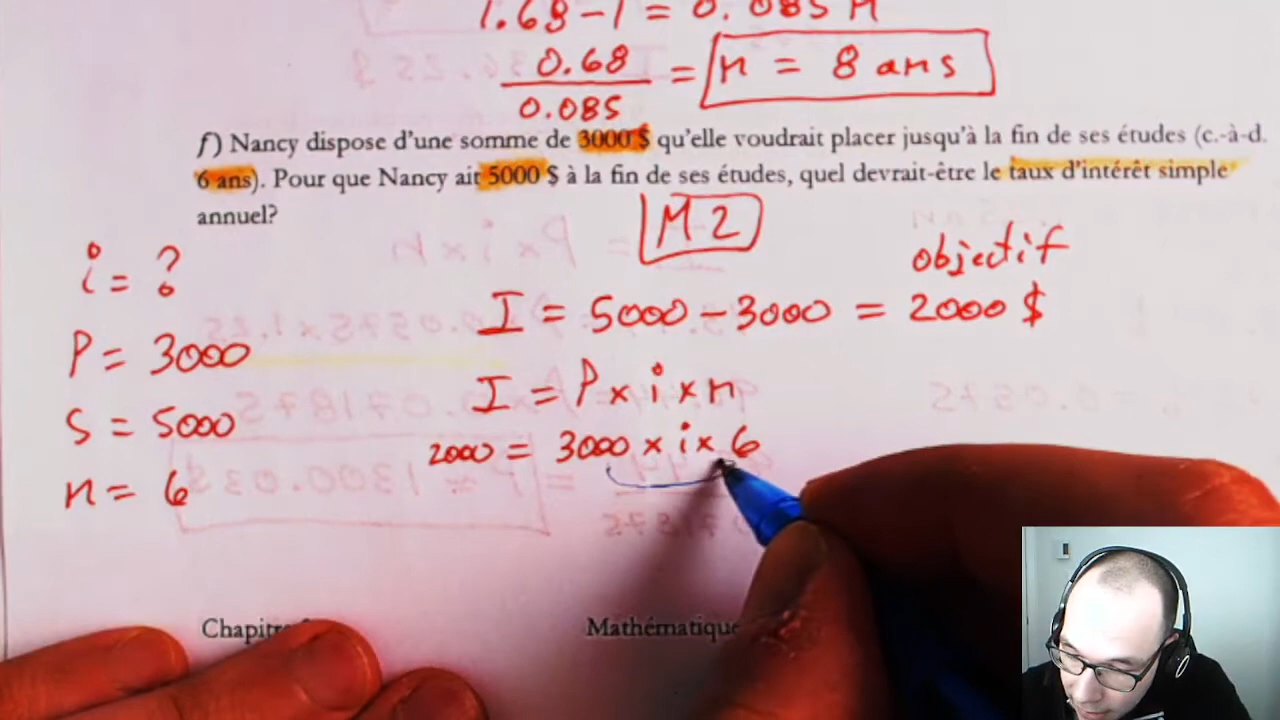 1.68 - 1 = 0.085 n
0.68
0.085
= n = 8 ans
f) Nancy dispose d'une somme de 3000 $ qu'elle voudrait placer jusqu'à la fin de ses études (c.-à-d.
6 ans). Pour que Nancy ait 5000 $ à la fin de ses études, quel devrait-être le taux d'intérêt simple
annuel?
M2
objectif
i = ?
I = 5000 - 3000 = 2000 $
P = 3000
I = P x i x n
S = 5000
2000 = 3000 x i x 6
n = 6
Mathématique